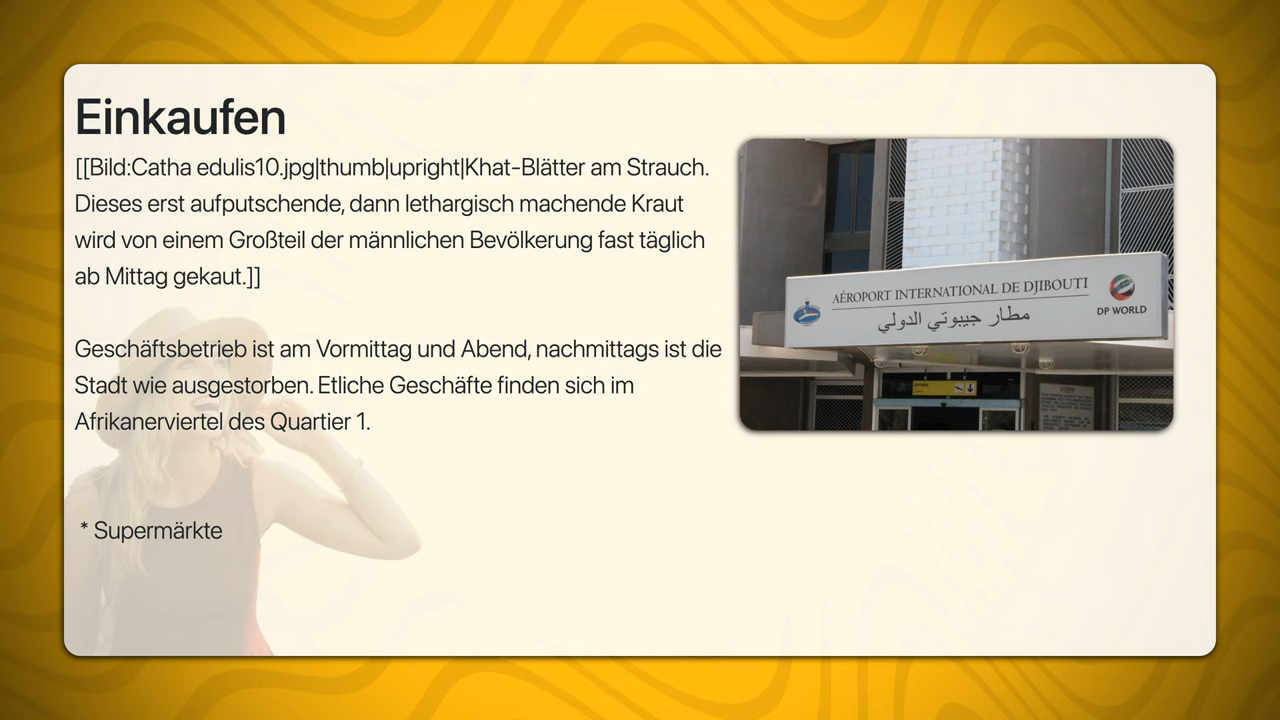 Einkaufen
[[Bild:Catha edulis10.jpg|thumb|upright|Khat-Blätter am Strauch.
Dieses erst aufputschende, dann lethargisch machende Kraut
wird von einem Großteil der männlichen Bevölkerung fast täglich
ab Mittag gekaut.]]
Geschäftsbetrieb ist am Vormittag und Abend, nachmittags ist die
Stadt wie ausgestorben. Etliche Geschäfte finden sich im
Afrikanerviertel des Quartier 1.
* Supermärkte
AÉROPORT INTERNATIONAL DE DJIBOUTI
مطار جيبوتي الدولي
DP WORLD